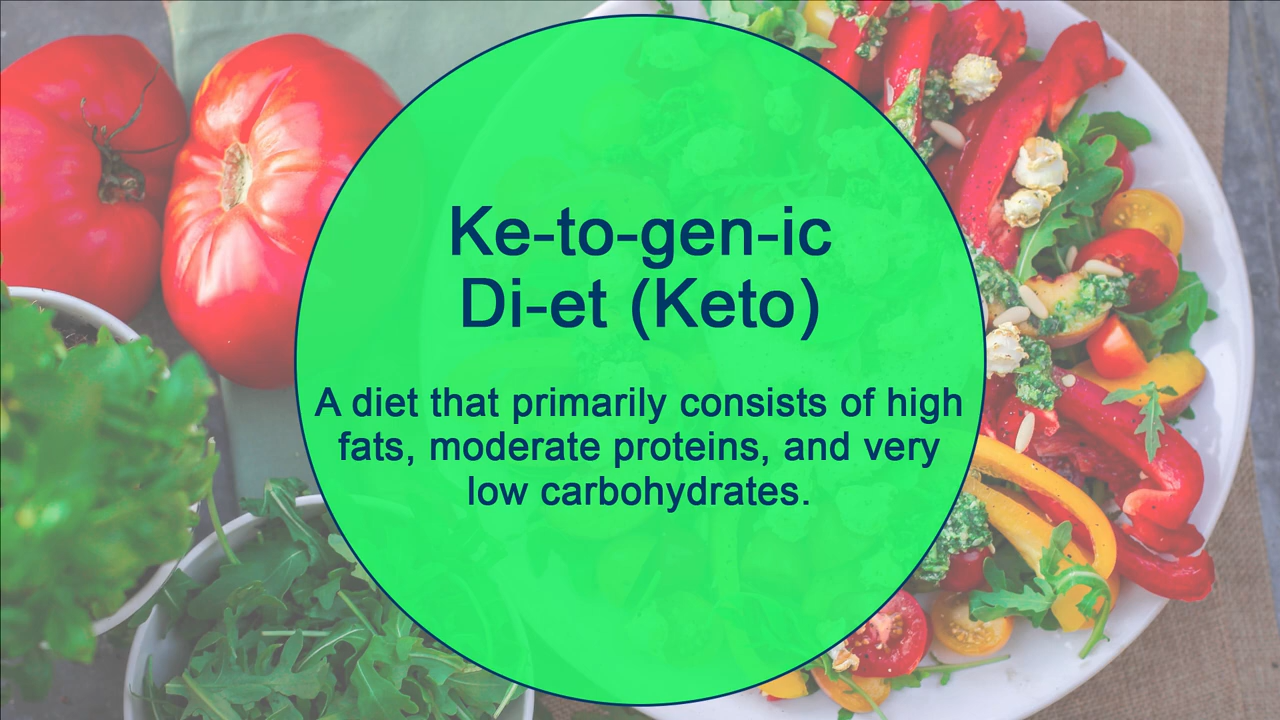 Ke-to-gen-ic
Di-et (Keto)
A diet that primarily consists of high
fats, moderate proteins, and very
low carbohydrates.